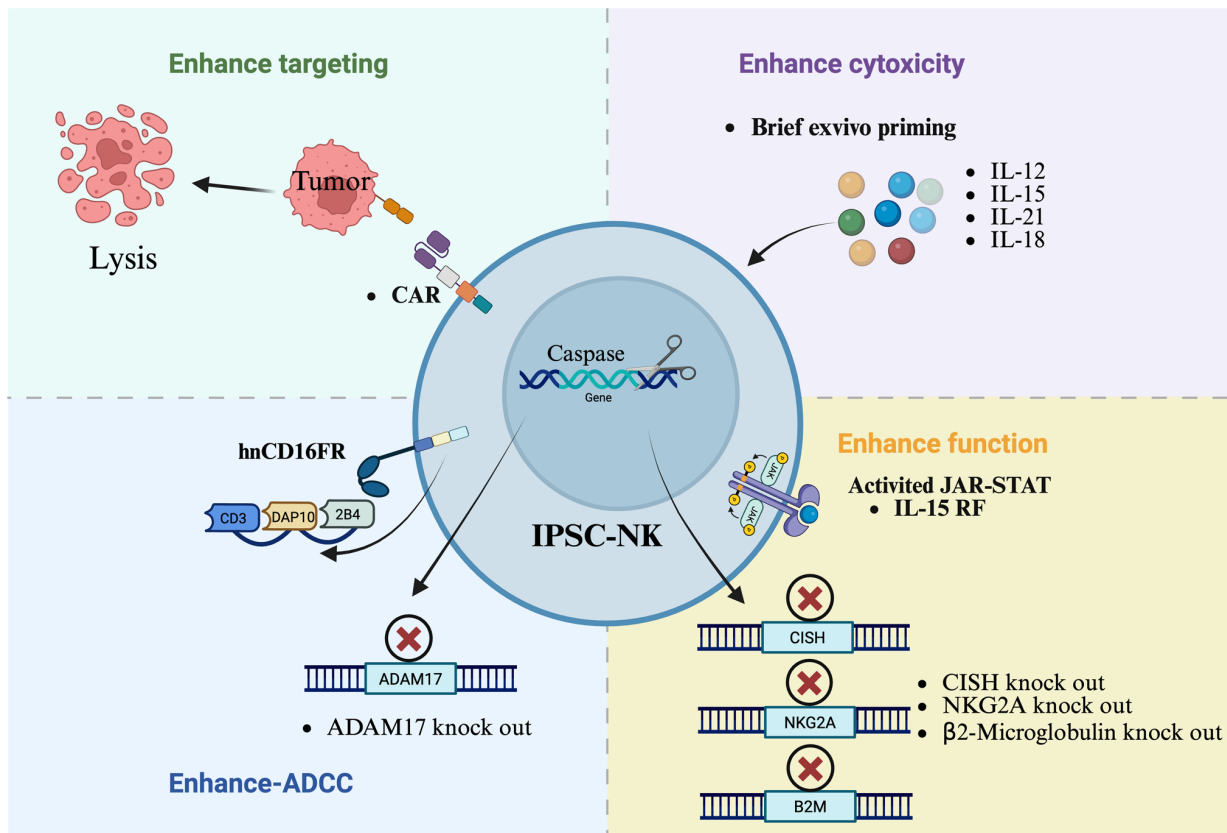 Enhance targeting
Tumor
Lysis
• CAR
Enhance cytoxicity
• Brief exvivo priming
• IL-12
• IL-15
• IL-21
• IL-18
Caspase
Gene
IPSC-NK
hnCD16FR
CD3
DAP10
2B4
ADAM17
• ADAM17 knock out
Enhance-ADCC
Enhance function
Activited JAR-STAT
• IL-15 RF
P
JAK
P
P
JAK
P
CISH
NKG2A
B2M
• CISH knock out
• NKG2A knock out
• β2-Microglobulin knock out